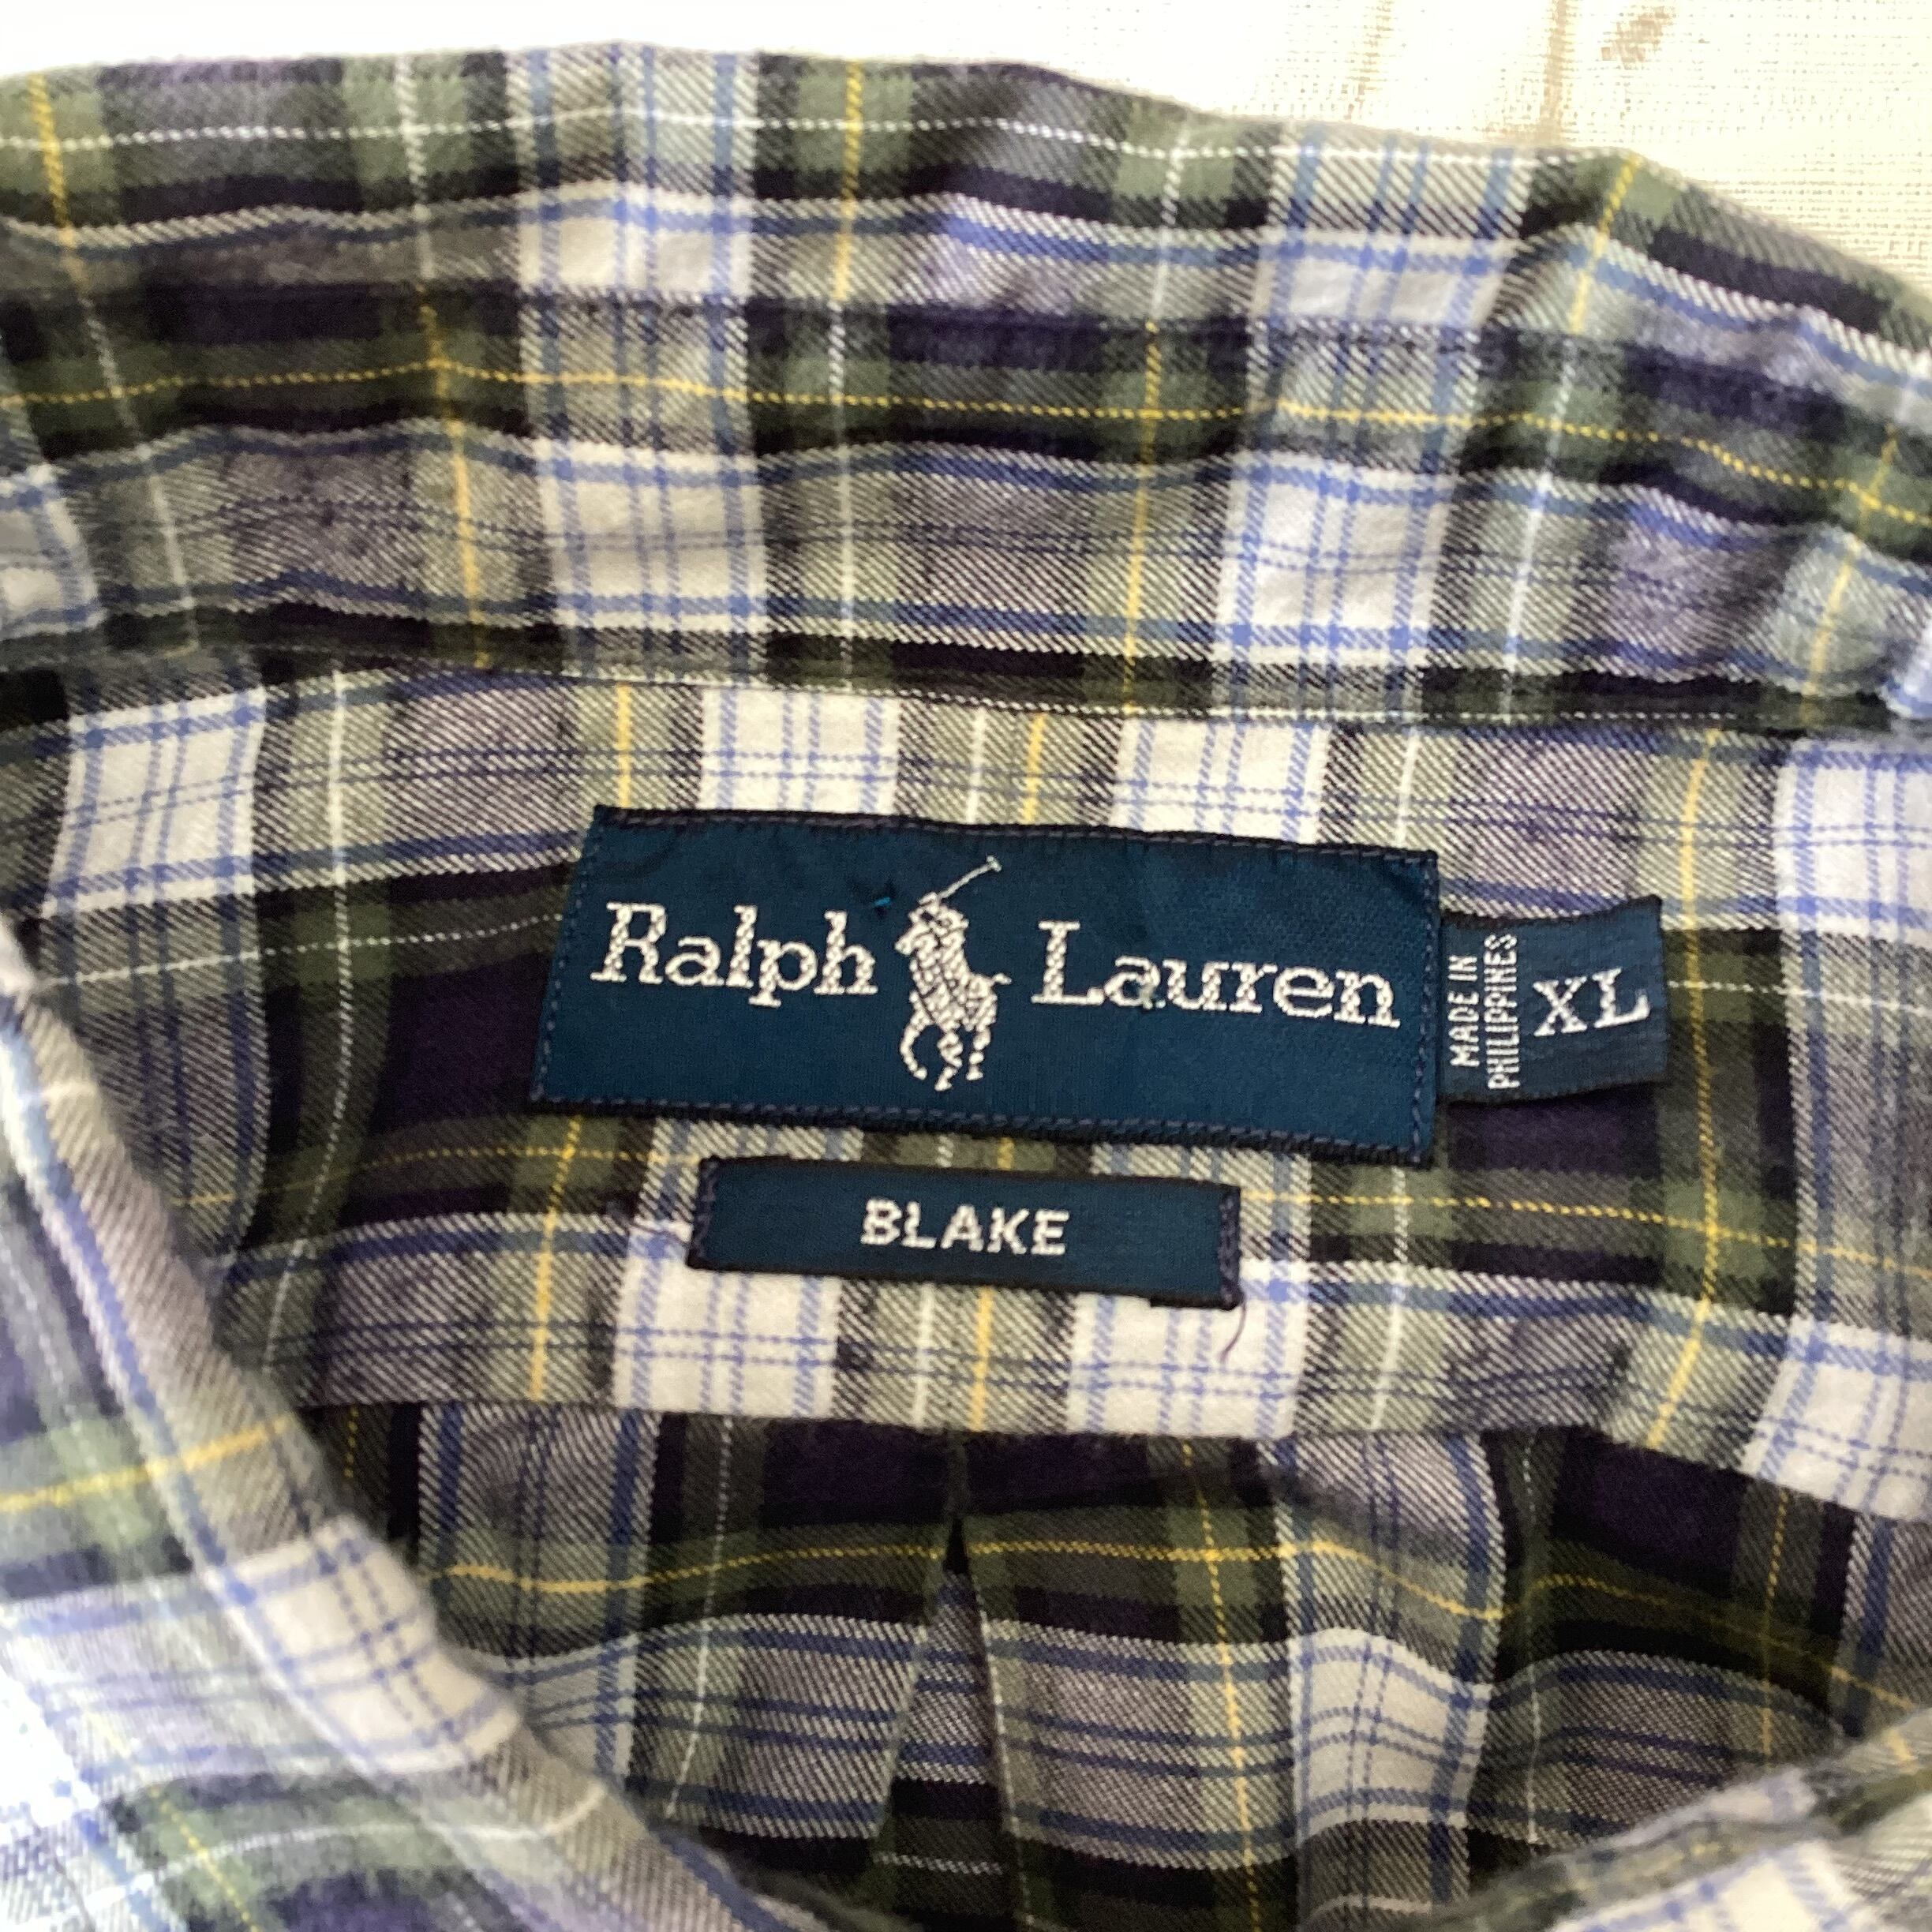 Ralph Lauren
MADE IN
PHILIPPINES
XL
BLAKE